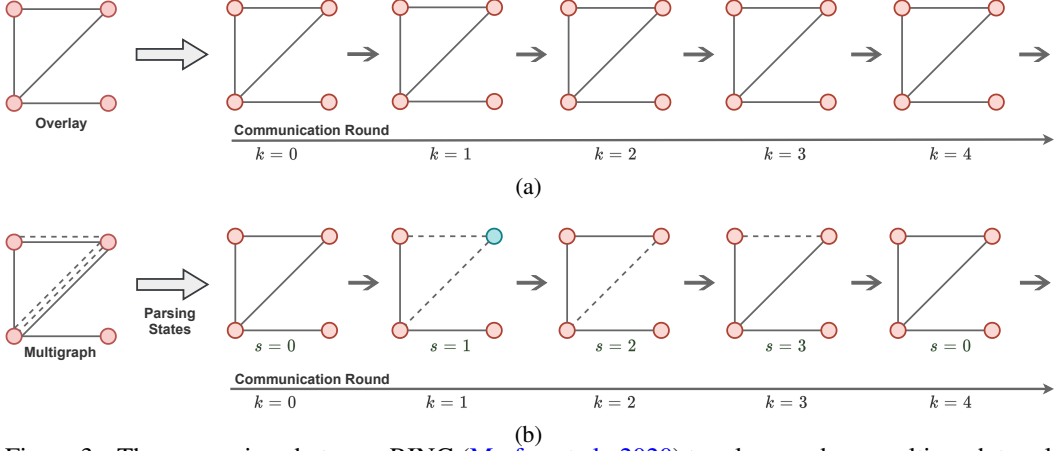 Overlay
Communication Round
k = 0 k = 1 k = 2 k = 3 k = 4
(a)
Parsing
States
Multigraph
s = 0 s = 1 s = 2 s = 3 s = 0
Communication Round
k = 0 k = 1 k = 2 k = 3 k = 4
(b)